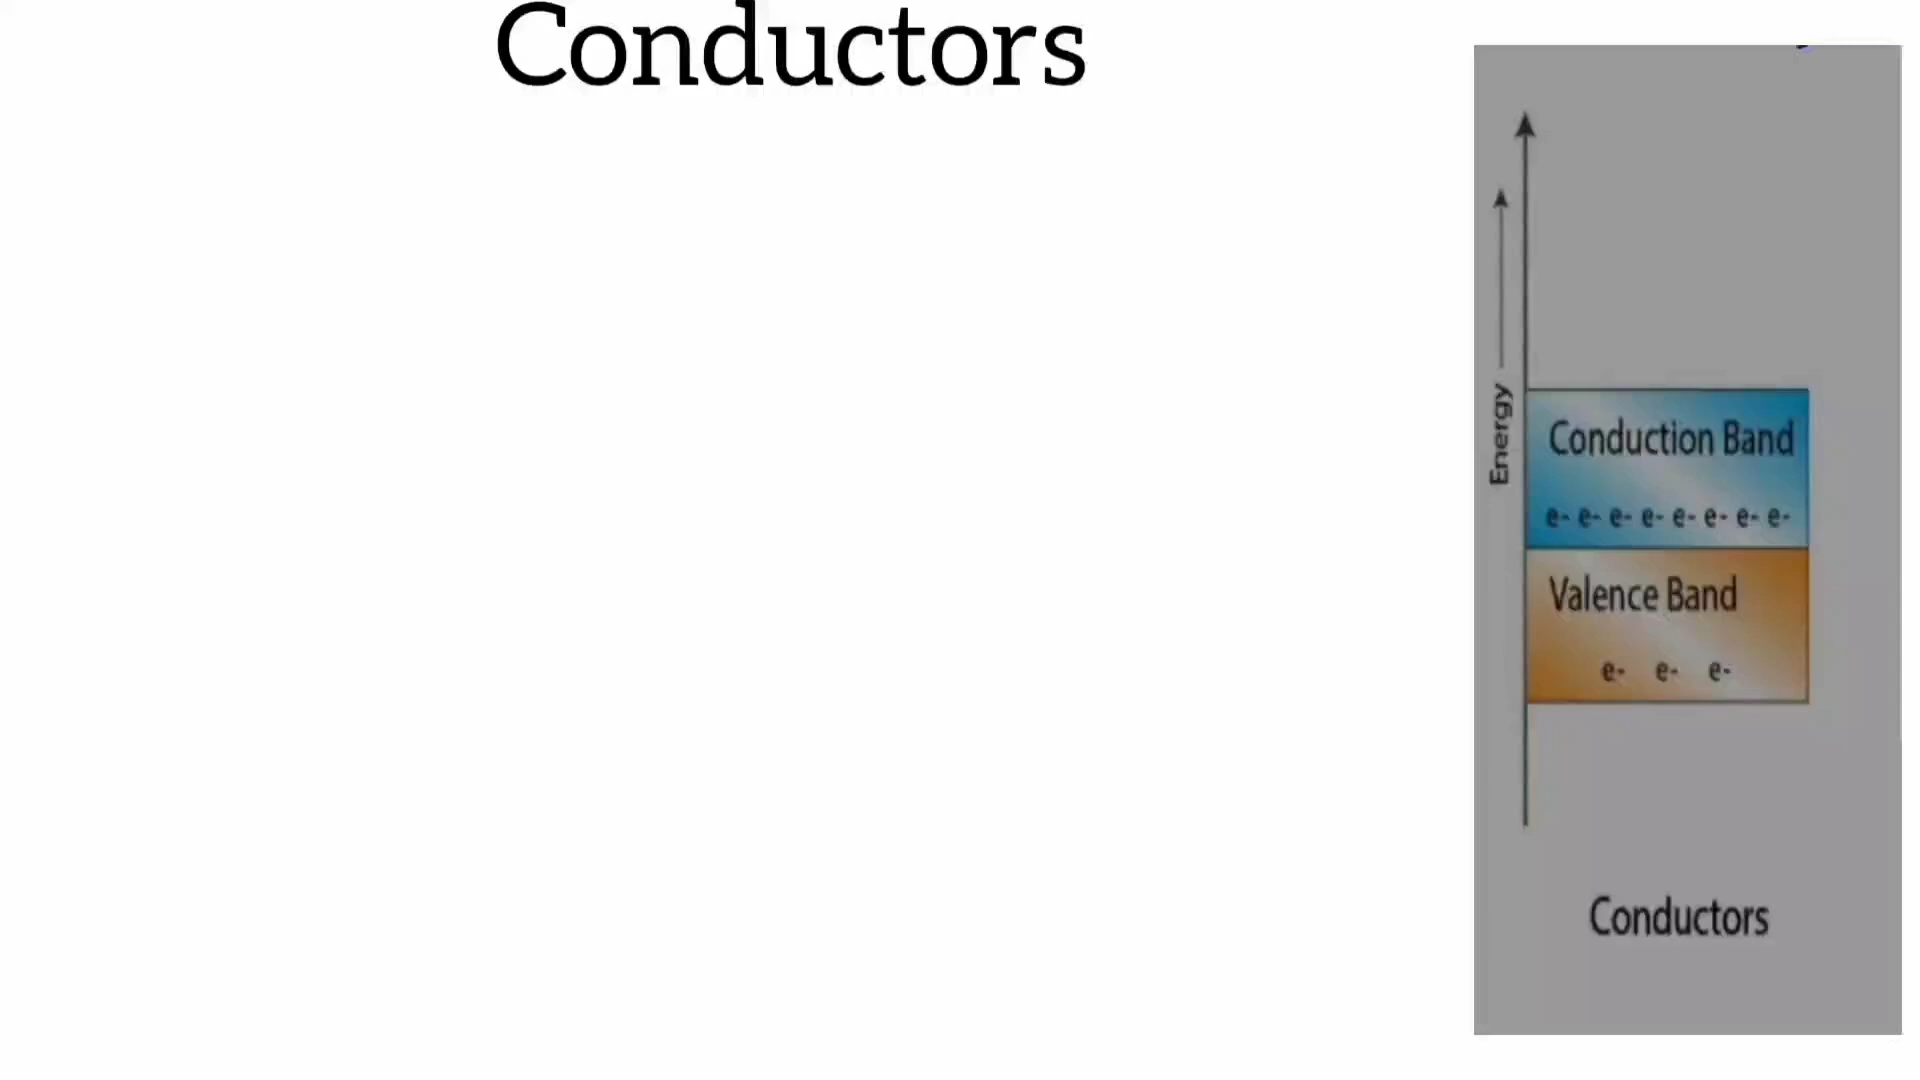 Conductors
Energy
Conduction Band
e- e- e- e- e- e- e- e-
Valence Band
e- e- e-
Conductors